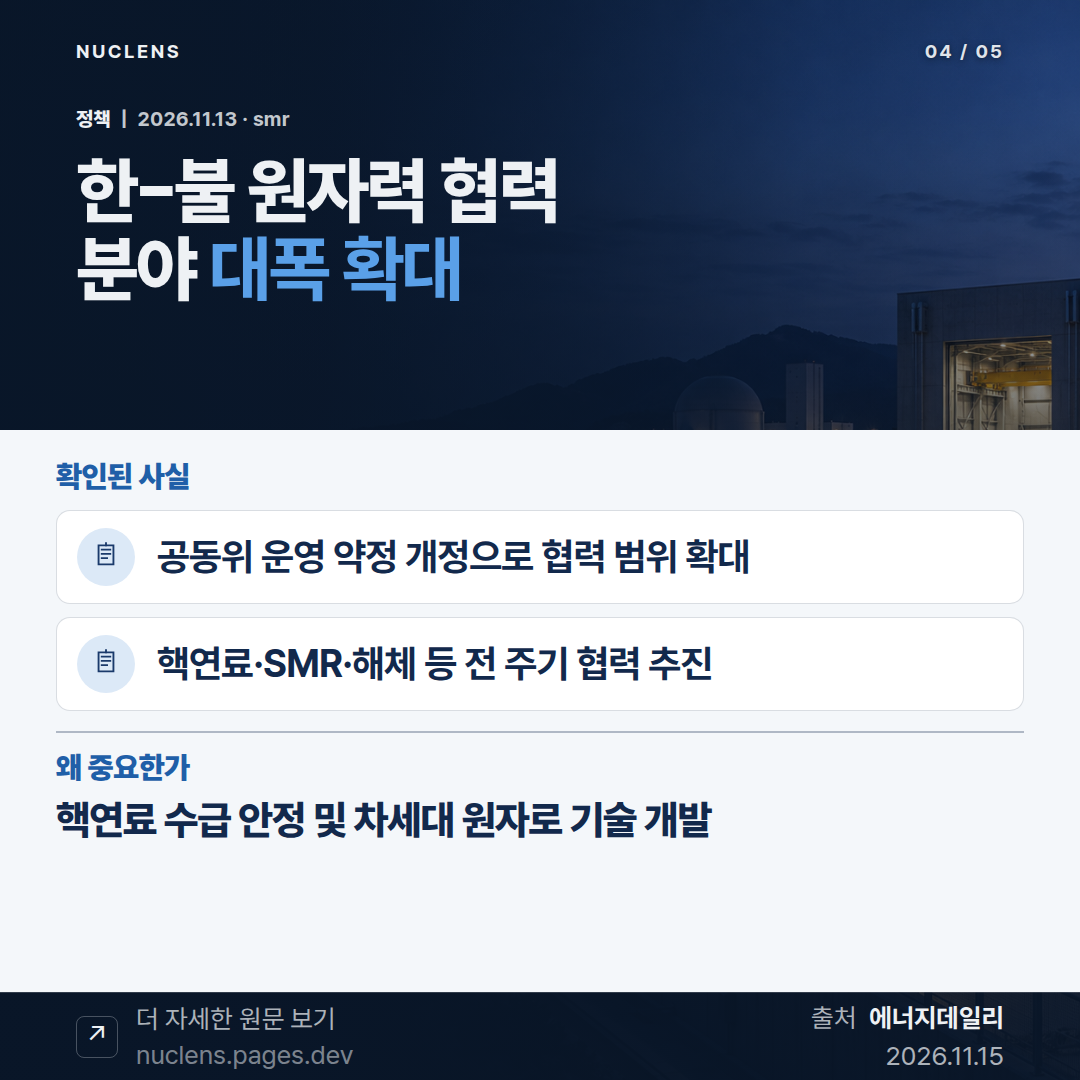 NUCLENS
04 / 05
정책 | 2026.11.13 · smr
한–불 원자력 협력
분야 대폭 확대
확인된 사실
공동위 운영 약정 개정으로 협력 범위 확대
핵연료·SMR·해체 등 전 주기 협력 추진
왜 중요한가
핵연료 수급 안정 및 차세대 원자로 기술 개발
더 자세한 원문 보기
nuclens.pages.dev
출처 에너지데일리
2026.11.15